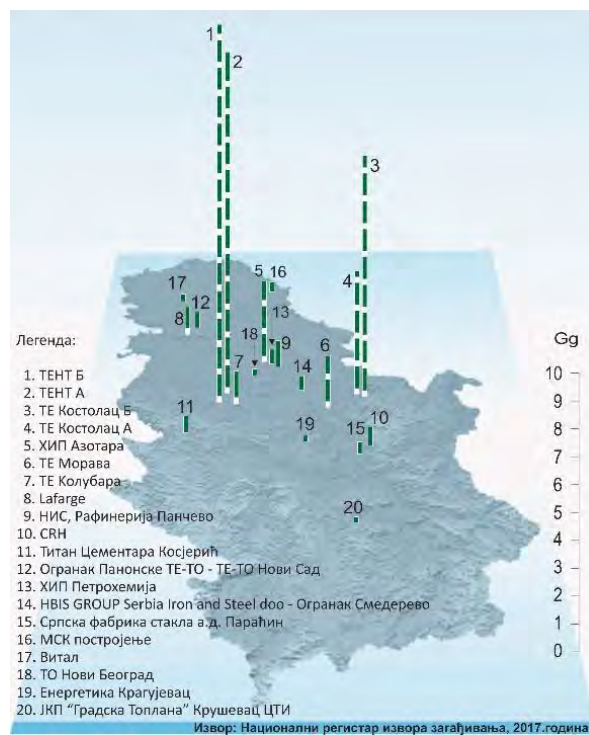 1
2
3
4
5
16
17
12
8
13
18
9
6
7
14
11
19
15
10
20
Gg
10
9
8
7
6
5
4
3
2
1
0
Легенда:
1. ТЕНТ Б
2. ТЕНТ А
3. ТЕ Костолац Б
4. ТЕ Костолац А
5. ХИП Азотара
6. ТЕ Морава
7. ТЕ Колубара
8. Lafarge
9. НИС, Рафинерија Панчево
10. CRH
11. Титан Цементара Косјерић
12. Огранак Панонске ТЕ-ТО - ТЕ-ТО Нови Сад
13. ХИП Петрохемија
14. HBIS GROUP Serbia Iron and Steel doo - Огранак Смедерево
15. Српска фабрика стакла а.д. Параћин
16. МСК постројење
17. Витал
18. ТО Нови Београд
19. Енергетика Крагујевац
20. ЈКП “Градска Топлана” Крушевац ЦТИ
Извор: Национални регистар извора загађивања, 2017.година